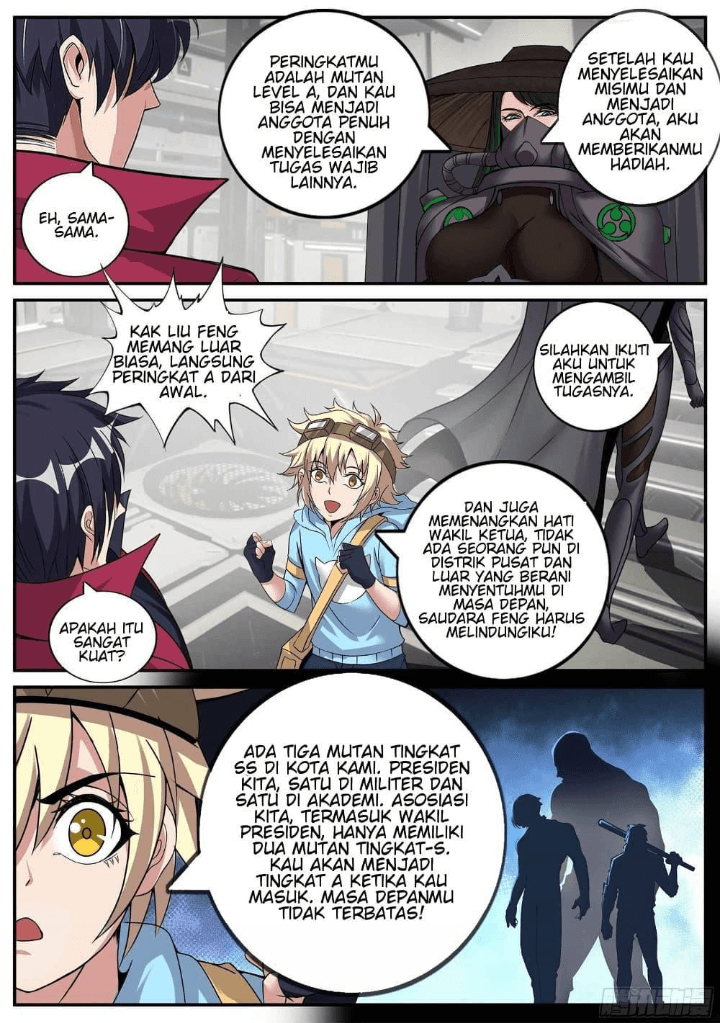 PERINGKATMU
ADALAH MUTAN
LEVEL A, DAN KAU
BISA MENJADI
ANGGOTA PENUH
DENGAN
MENYELESAIKAN
TUGAS WAJIB
LAINNYA.
SETELAH KAU
MENYELESAIKAN
MISIMU DAN
MENJADI
ANGGOTA, AKU
AKAN
MEMBERIKANMU
HADIAH.
EH, SAMA-
SAMA.
KAK LIU FENG
MEMANG LUAR
BIASA, LANGSUNG
PERINGKAT A DARI
AWAL.
SILAHKAN IKUTI
AKU UNTUK
MENGAMBIL
TUGASNYA.
DAN JUGA
MEMENANGKAN HATI
WAKIL KETUA, TIDAK
ADA SEORANG PUN DI
DISTRIK PUSAT DAN
LUAR YANG BERANI
MENYENTUHMU DI
MASA DEPAN,
SAUDARA FENG HARUS
MELINDUNGIKU!
APAKAH ITU
SANGAT
KUAT?
ADA TIGA MUTAN TINGKAT
SS DI KOTA KAMI. PRESIDEN
KITA, SATU DI MILITER DAN
SATU DI AKADEMI. ASOSIASI
KITA, TERMASUK WAKIL
PRESIDEN, HANYA MEMILIKI
DUA MUTAN TINGKAT-S.
KAU AKAN MENJADI
TINGKAT A KETIKA KAU
MASUK. MASA DEPANMU
TIDAK TERBATAS!
腾讯动漫